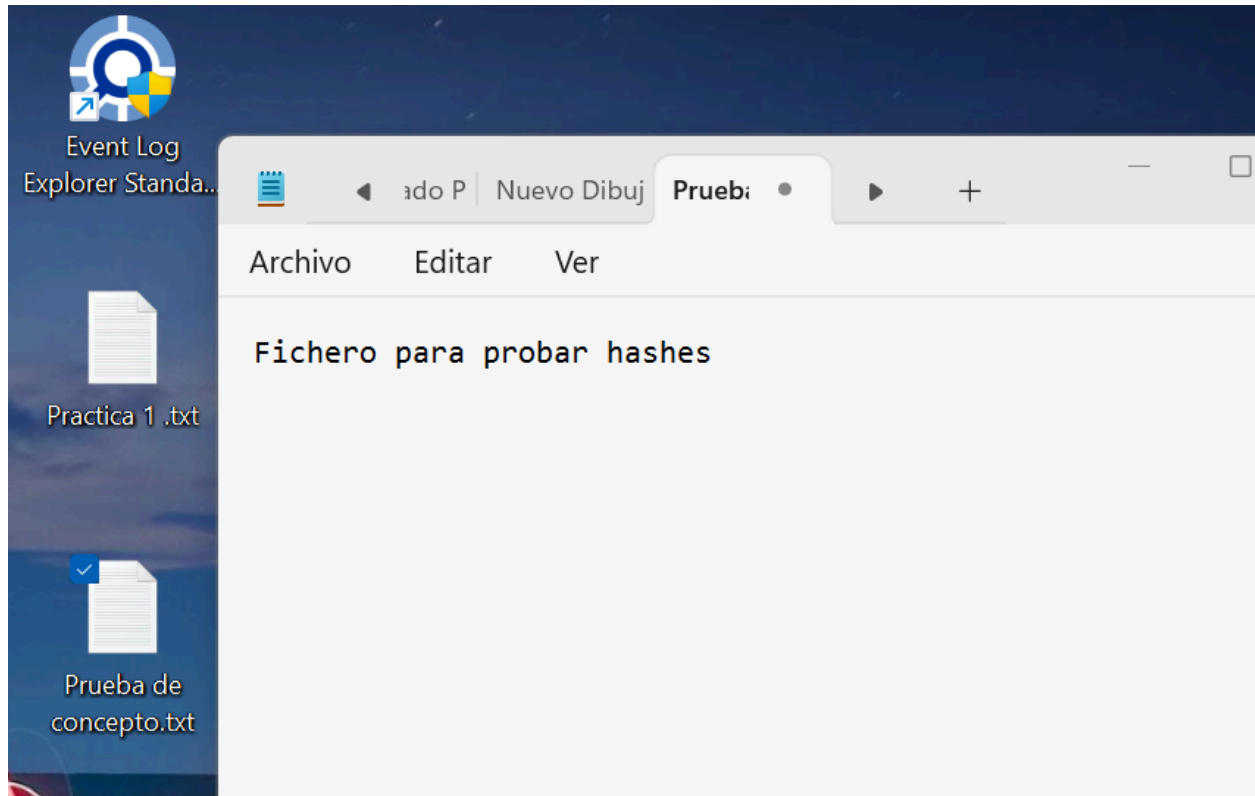 Event Log
Explorer Standa...
ado P
Nuevo Dibuj
Prueba
Archivo
Editar
Ver
Fichero para probar hashes
Practica 1 .txt
Prueba de
concepto.txt